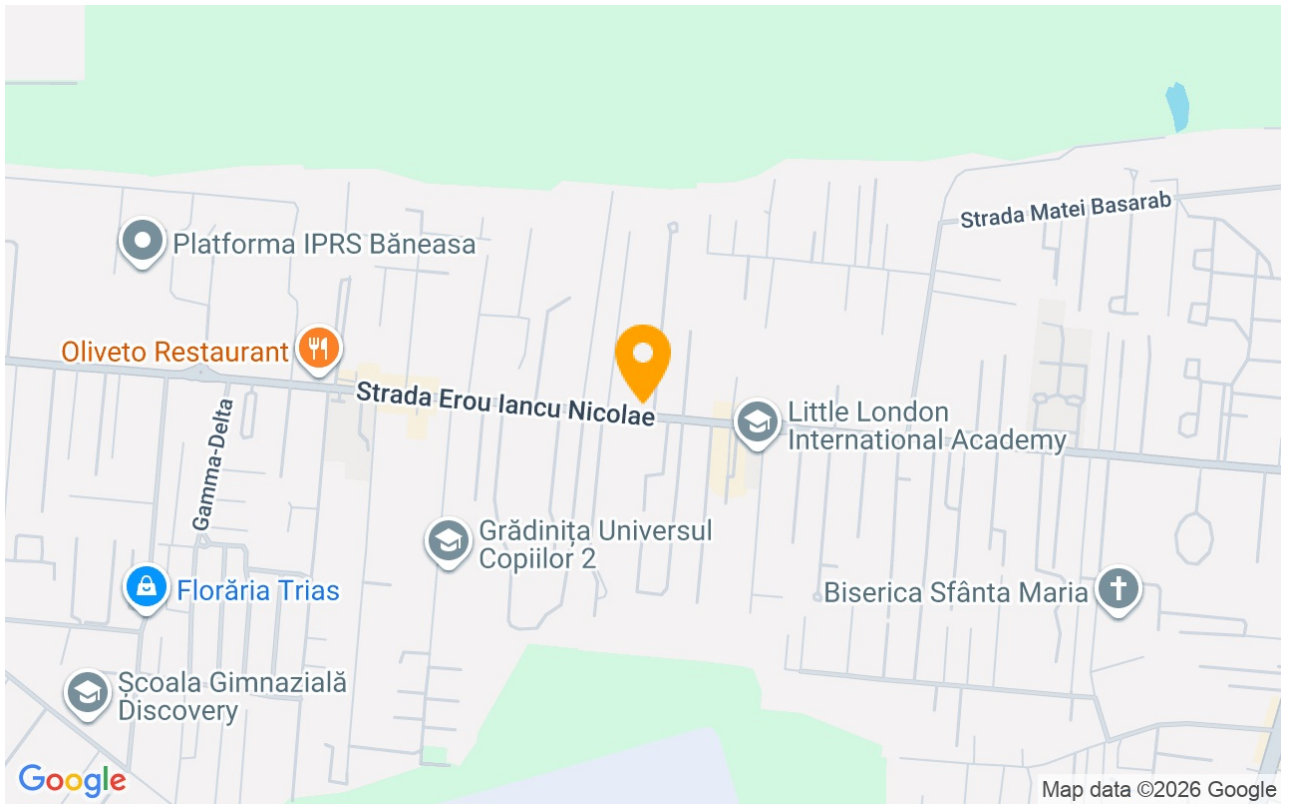 Strada Matei Basarab
Platforma IPRS Băneasa
Oliveto Restaurant
Strada Erou Iancu Nicolae
Little London
International Academy
Gamma-Delta
Grădinița Universul
Copiilor 2
Florăria Trias
Biserica Sfânta Maria
Școala Gimnazială
Discovery
Google
Map data ©2026 Google